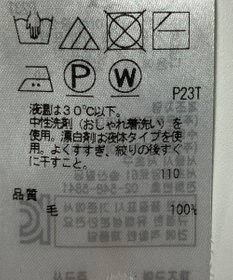 P
W
P23T
液温は30℃以下。
中性洗剤(おしゃれ着洗い)を
使用。漂白剤は液体タイプを使
用。よくすすぎ、絞りの後すぐ
に干すこと。
110
品質
毛 100%